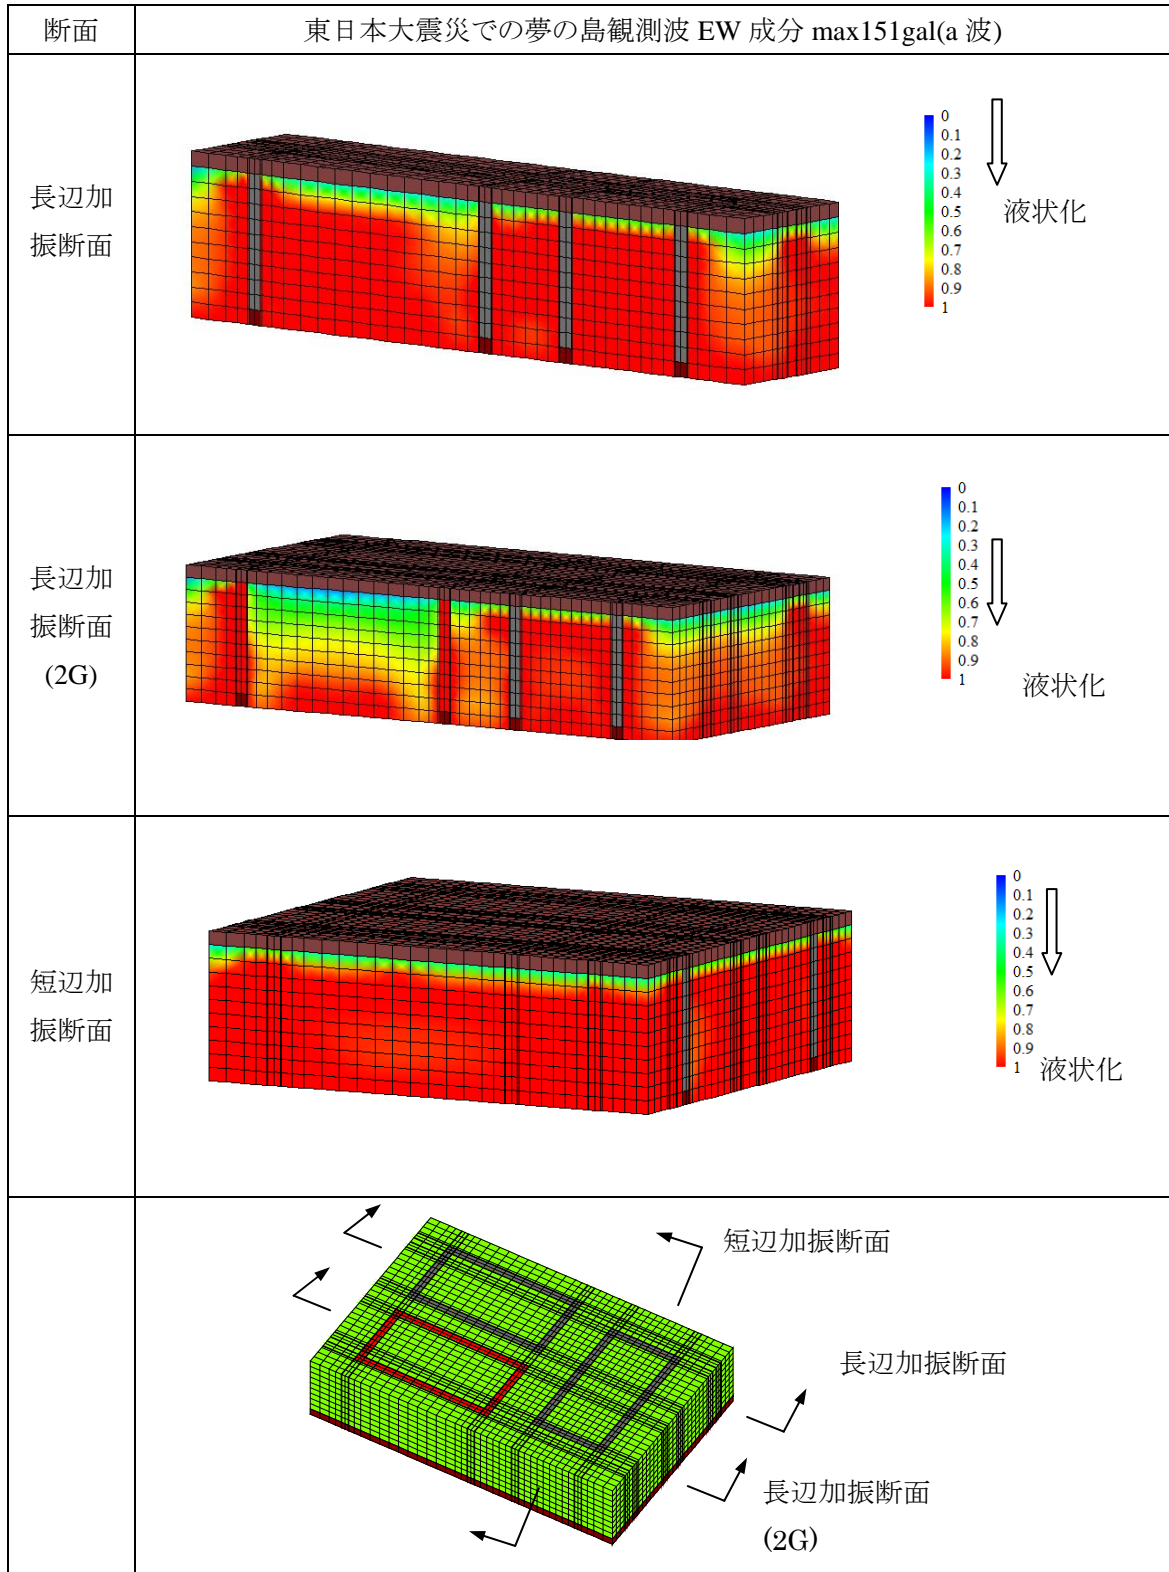 断面
東日本大震災での夢の島観測波 EW 成分 max151gal(a 波)
長辺加
振断面
0
0.1
0.2
0.3
0.4
0.5
0.6
0.7
0.8
0.9
1
液状化
長辺加
振断面
(2G)
0
0.1
0.2
0.3
0.4
0.5
0.6
0.7
0.8
0.9
1
液状化
短辺加
振断面
0
0.1
0.2
0.3
0.4
0.5
0.6
0.7
0.8
0.9
1
液状化
短辺加振断面
長辺加振断面
長辺加振断面
(2G)